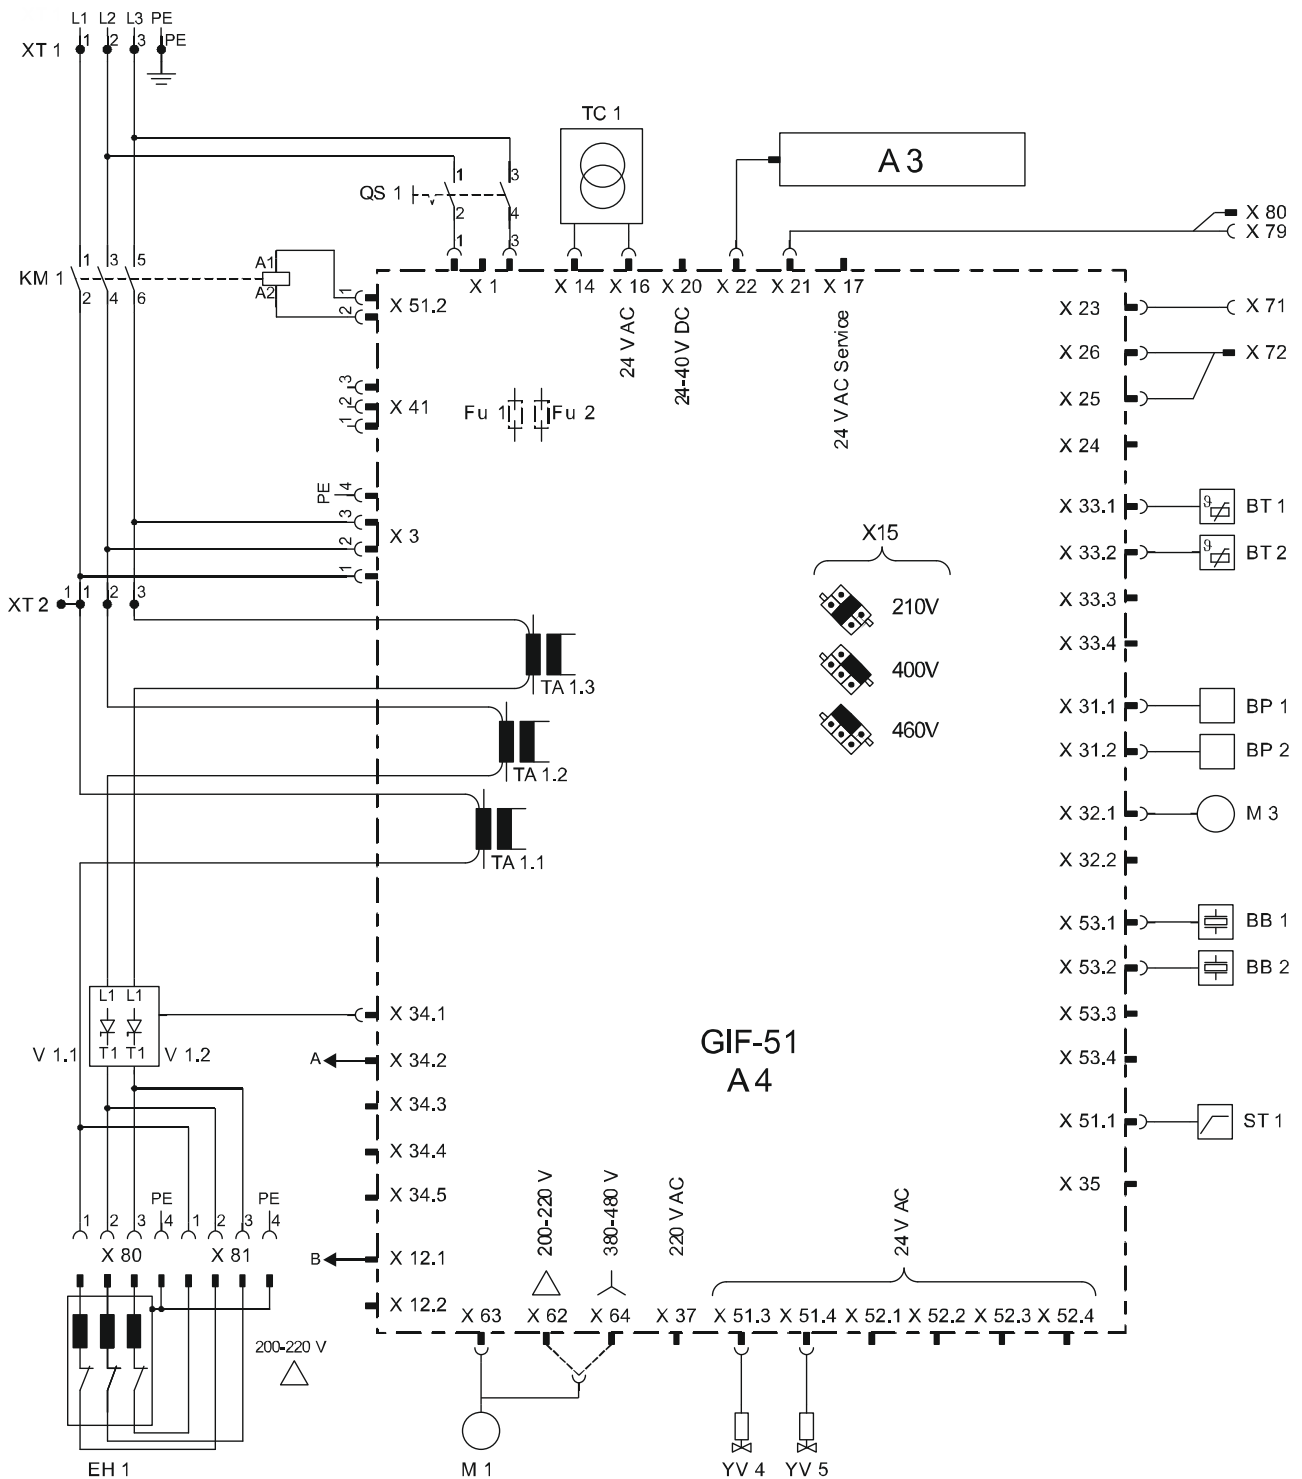 L1 L2 L3 PE
1 2 3 PE
XT 1
TC 1
A 3
1 3
QS 1
2 4
1 3
X 80
X 79
1 3 5
KM 1
2 4 6
A1
A2
1
2
X 51.2
X 1
X 14
X 16
X 20
X 22
X 21
X 17
24 V AC
24-40 V DC
24 V AC Service
X 23
X 71
X 26
X 72
X 25
X 24
3
2
1
X 41
Fu 1
Fu 2
PE
4
3
2
1
X 3
X 33.1
BT 1
X 33.2
BT 2
X 33.3
X 33.4
X15
210V
400V
460V
XT 2
1 1 2 3
TA 1.3
TA 1.2
TA 1.1
X 31.1
BP 1
X 31.2
BP 2
X 32.1
M 3
X 32.2
X 53.1
BB 1
X 53.2
BB 2
X 53.3
X 53.4
X 51.1
ST 1
X 35
L1 L1
T1 T1
V 1.1
V 1.2
X 34.1
A
X 34.2
X 34.3
X 34.4
X 34.5
B
X 12.1
X 12.2
GIF-51
A 4
PE PE
1 2 3 4 1 2 3 4
X 80
X 81
200-220 V
380-480 V
220 V AC
24 V AC
X 63
X 62
X 64
X 37
X 51.3
X 51.4
X 52.1
X 52.2
X 52.3
X 52.4
200-220 V
EH 1
M 1
YV 4
YV 5
ϑ
ϑ